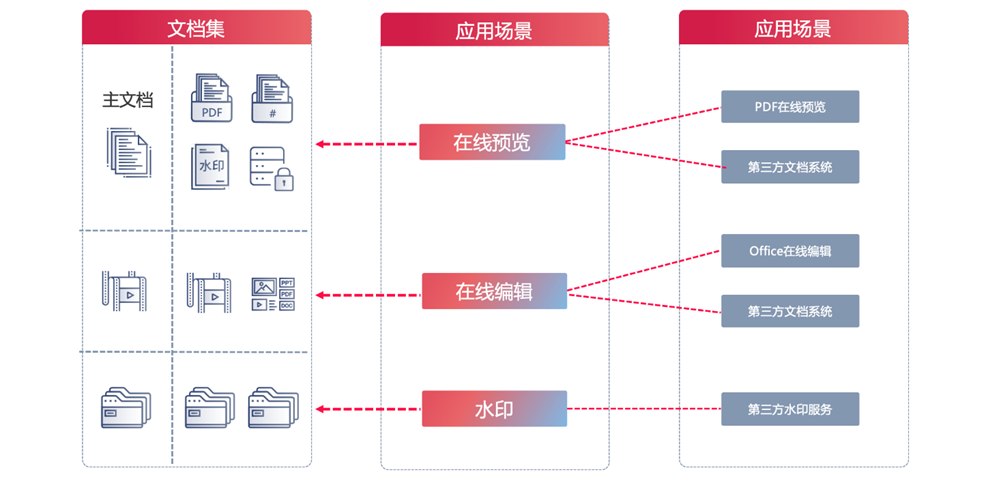 文档集
主文档
PDF
#
水印
PPT
PDF
DOC
应用场景
在线预览
在线编辑
水印
应用场景
PDF在线预览
第三方文档系统
Office在线编辑
第三方文档系统
第三方水印服务